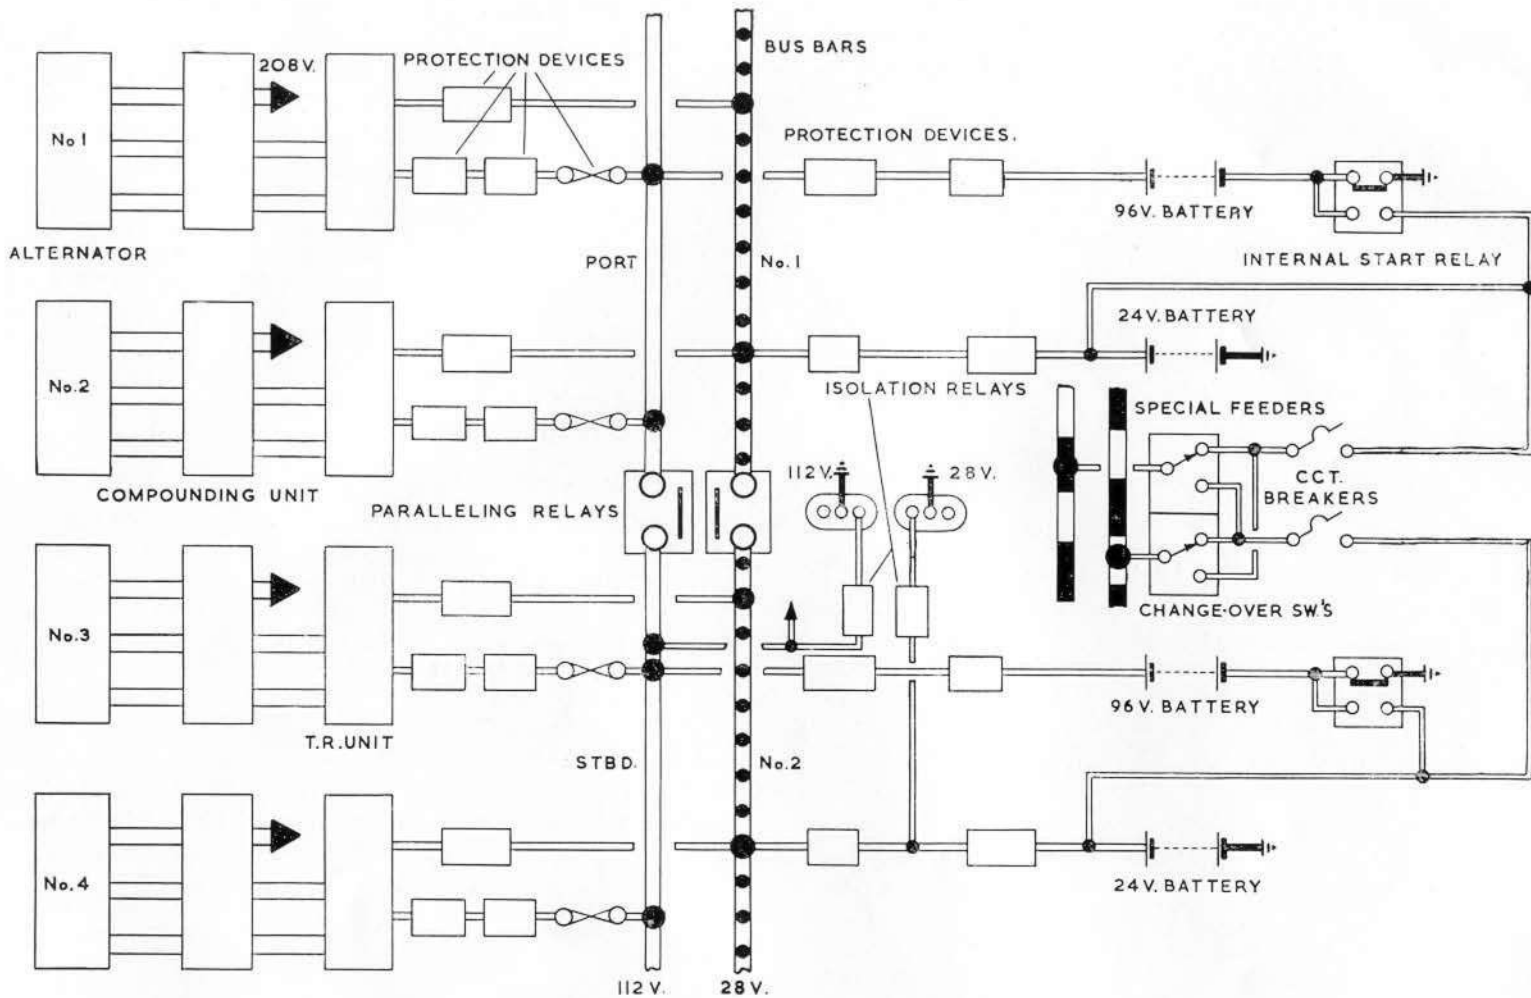 BUS BARS
208V.
PROTECTION DEVICES
No 1
PROTECTION DEVICES.
96V. BATTERY
ALTERNATOR
PORT
No. 1
INTERNAL START RELAY
24V. BATTERY
No. 2
ISOLATION RELAYS
SPECIAL FEEDERS
112V.
28V.
CCT.
BREAKERS
COMPOUNDING UNIT
PARALLELING RELAYS
CHANGE-OVER SW'S
No. 3
96V. BATTERY
T.R. UNIT
STBD.
No. 2
No. 4
24V. BATTERY
112V.
28V.